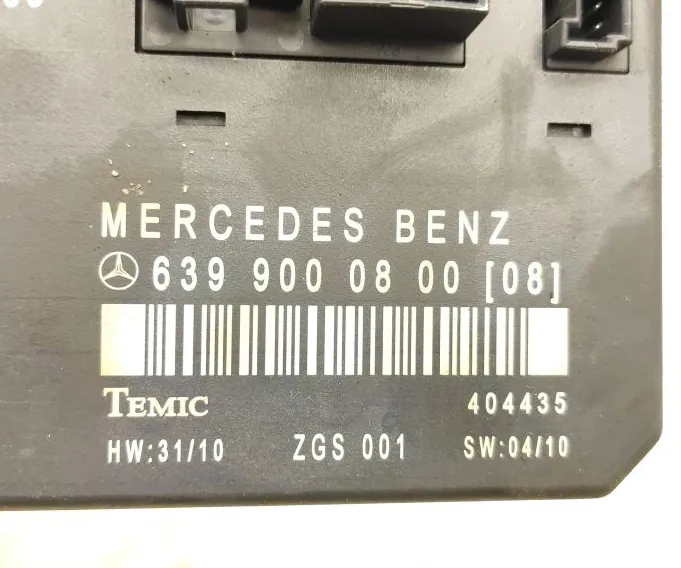 MERCEDES BENZ
639 900 08 00 [08]
TEMIC 404435
HW:31/10 ZGS 001 SW:04/10